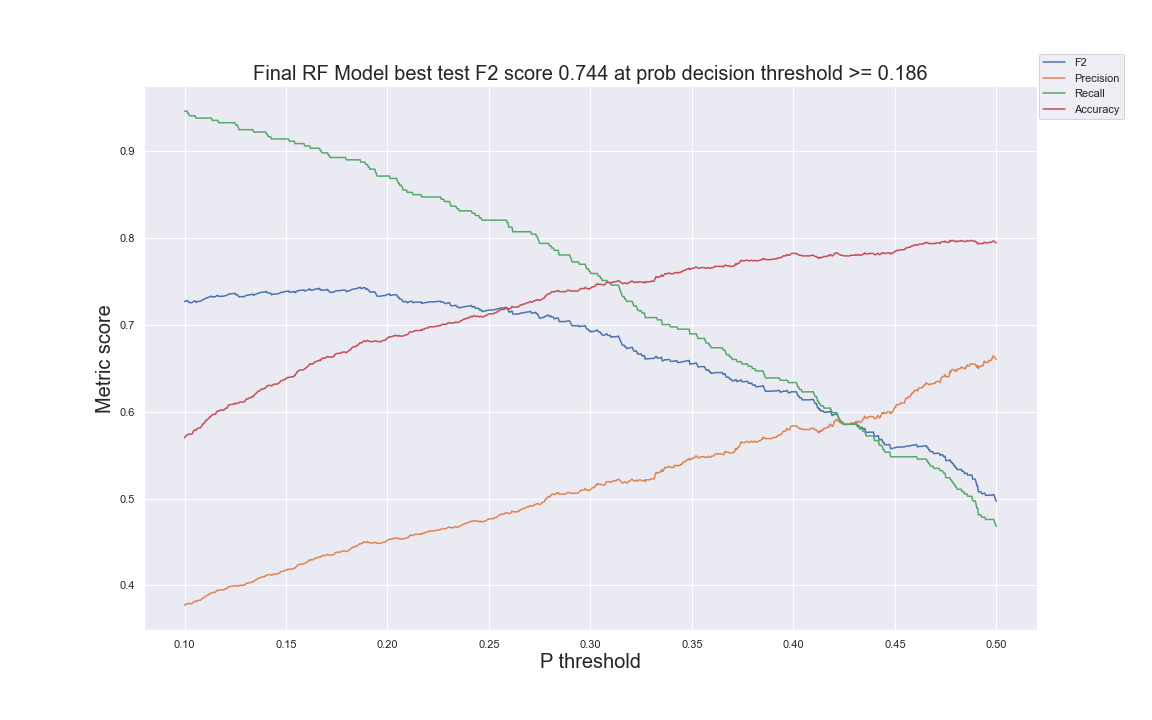 Final RF Model best test F2 score 0.744 at prob decision threshold >= 0.186
F2
Precision
Recall
Accuracy
Metric score
0.9
0.8
0.7
0.6
0.5
0.4
0.10 0.15 0.20 0.25 0.30 0.35 0.40 0.45 0.50
P threshold